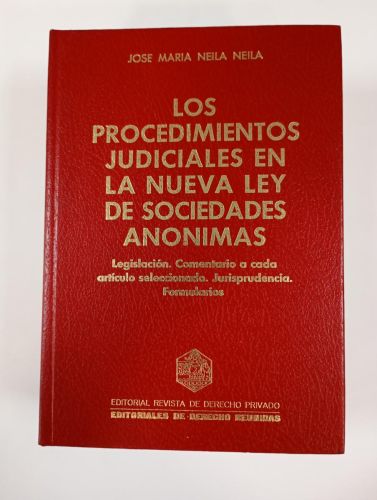 JOSE MARIA NEILA NEILA
LOS
PROCEDIMIENTOS
JUDICIALES EN
LA NUEVA LEY
DE SOCIEDADES
ANONIMAS
Legislación. Comentario a cada
artículo seleccionado. Jurisprudencia.
Formularios
EDITORIAL REVISTA DE DERECHO PRIVADO
EDITORIALES DE DERECHO REUNIDAS